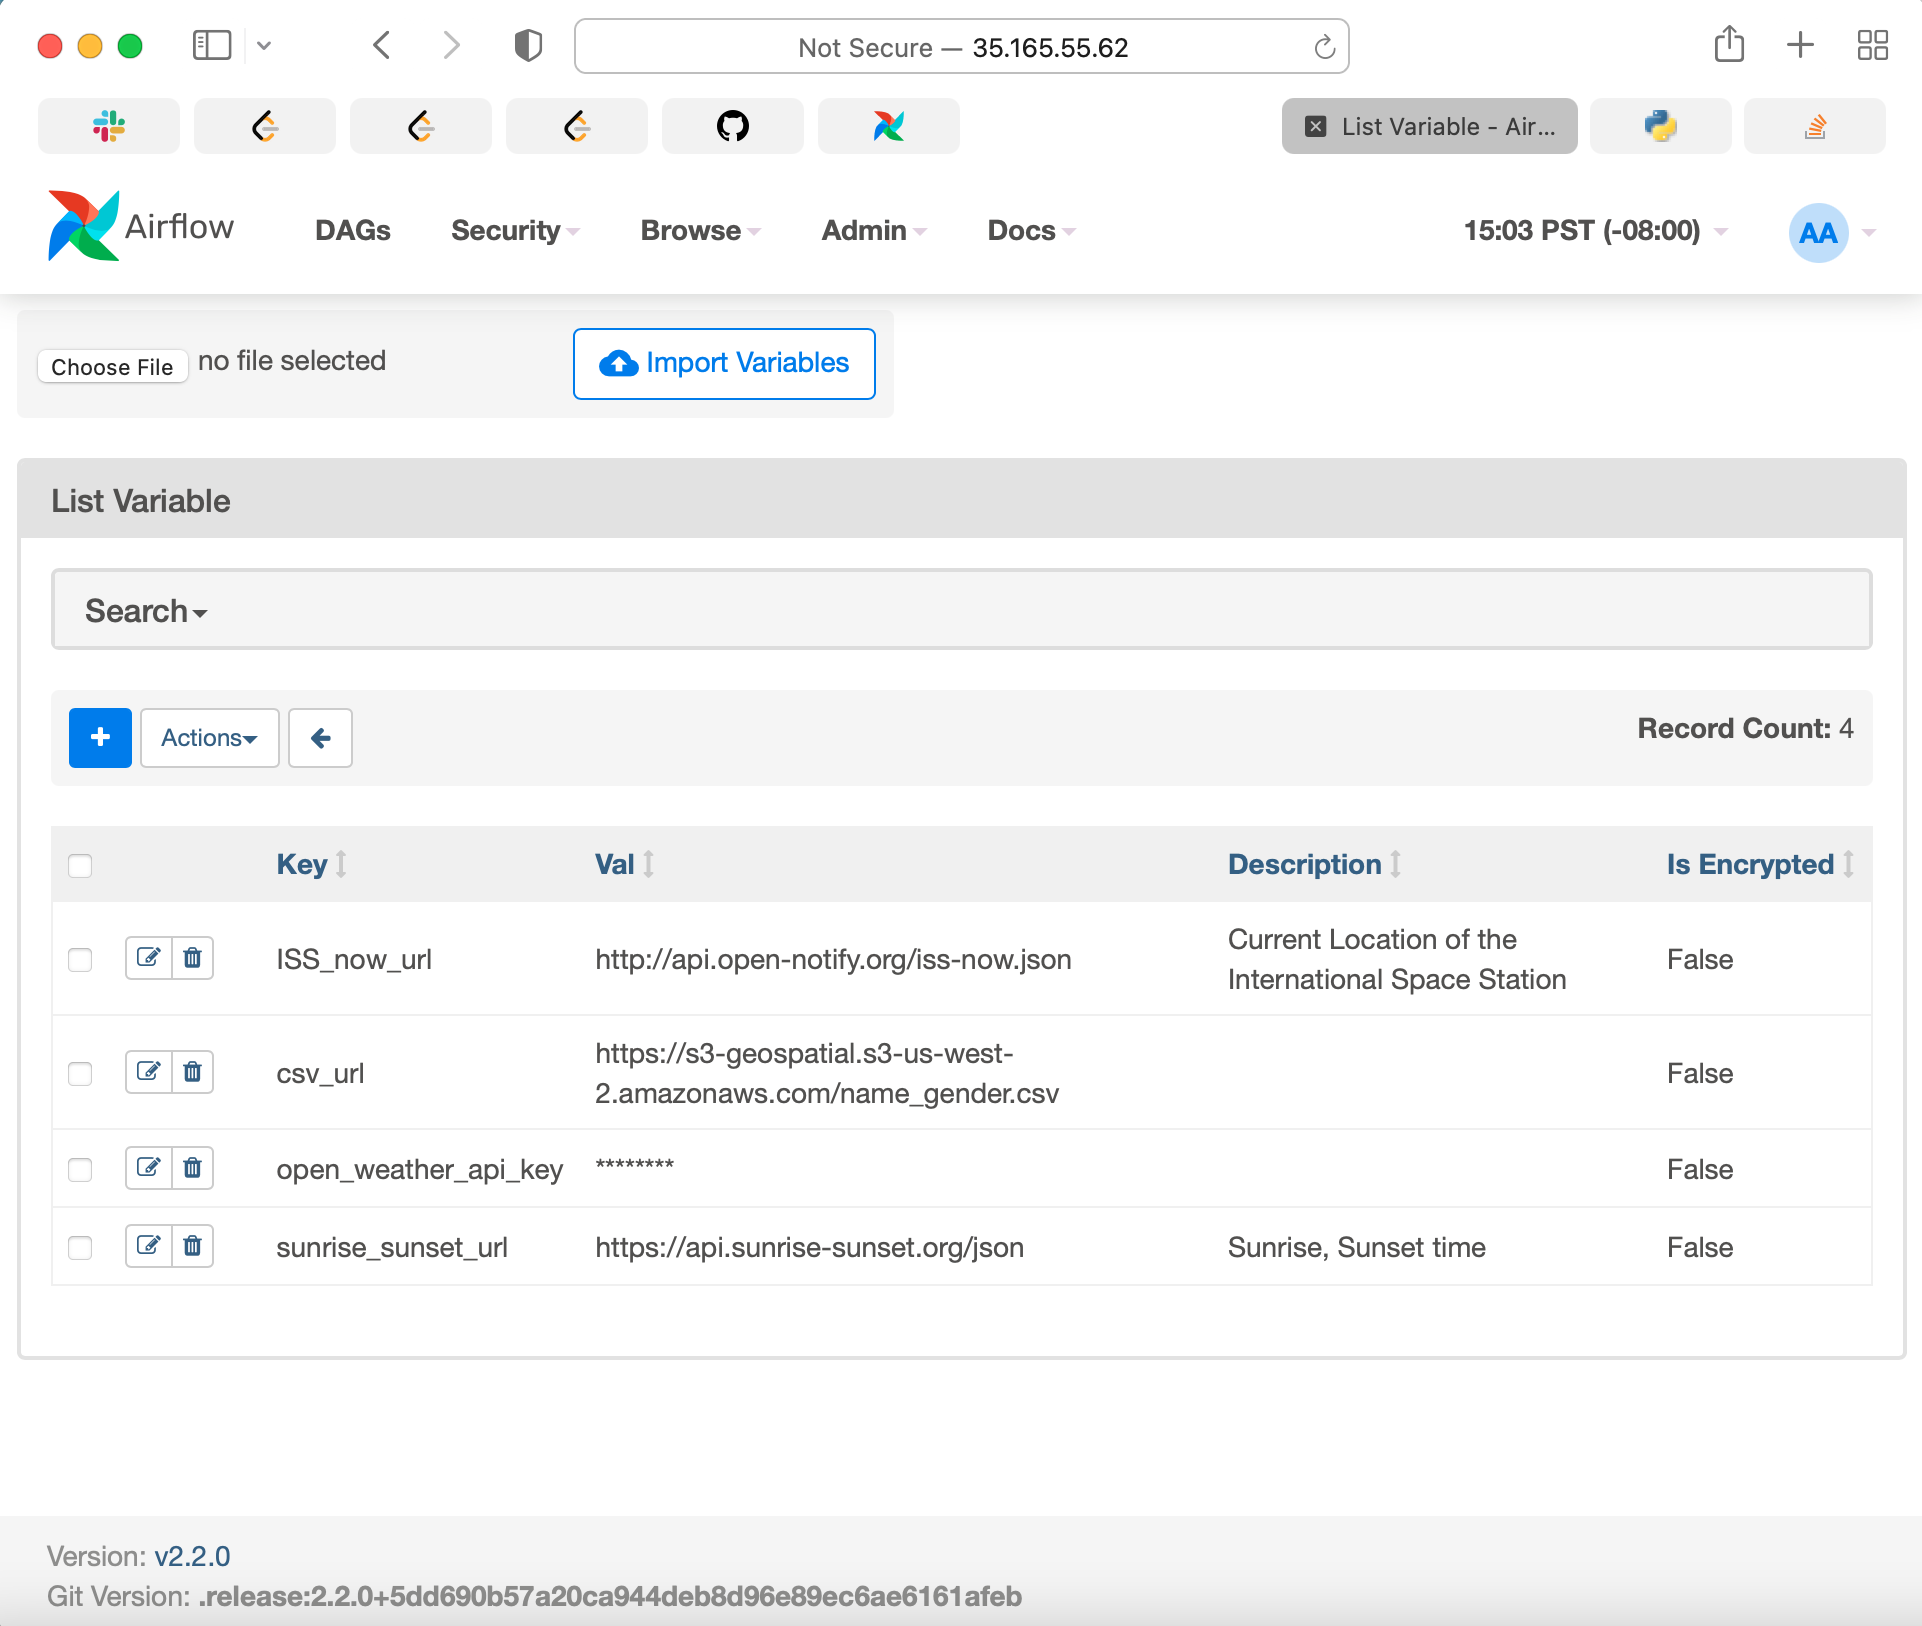 Not Secure — 35.165.55.62
List Variable - Air...
Airflow DAGs Security Browse Admin Docs 15:03 PST (-08:00) AA
Choose File no file selected Import Variables
List Variable
Search
+ Actions Record Count: 4
Key Val Description Is Encrypted
ISS_now_url http://api.open-notify.org/iss-now.json Current Location of the International Space Station False
csv_url https://s3-geospatial.s3-us-west-2.amazonaws.com/name_gender.csv False
open_weather_api_key ******** False
sunrise_sunset_url https://api.sunrise-sunset.org/json Sunrise, Sunset time False
Version: v2.2.0
Git Version: .release:2.2.0+5dd690b57a20ca944deb8d96e89ec6ae6161afeb